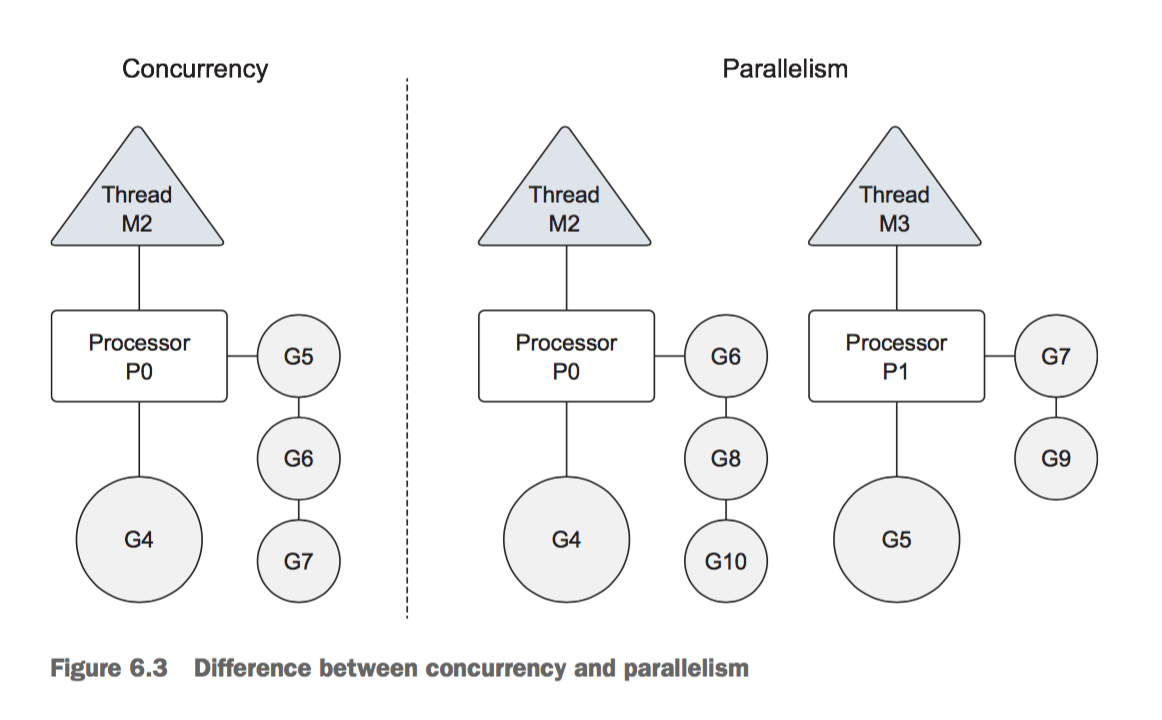 Concurrency
Thread
M2
Processor
P0
G5
G6
G4
G7
Parallelism
Thread
M2
Processor
P0
G6
G8
G4
G10
Thread
M3
Processor
P1
G7
G9
G5
Figure 6.3 Difference between concurrency and parallelism